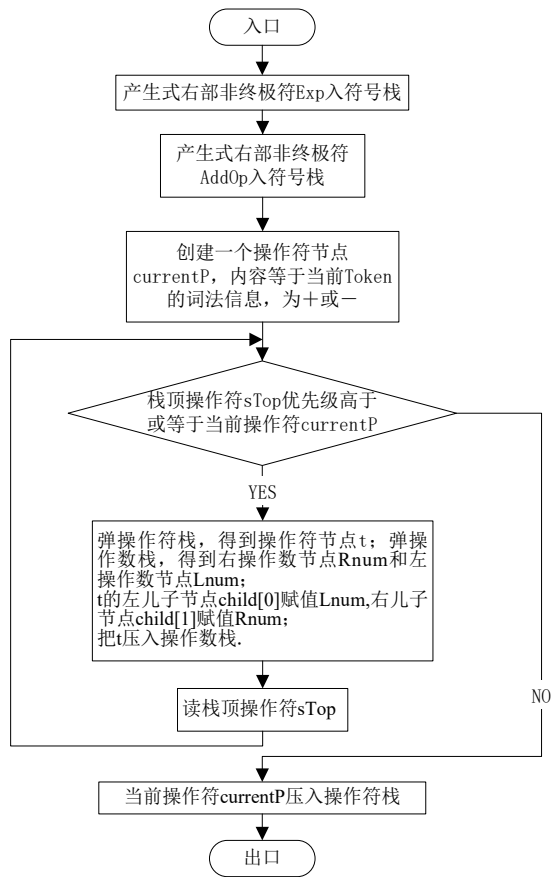 入口
产生式右部非终极符Exp入符号栈
产生式右部非终极符
AddOp入符号栈
创建一个操作符节点
currentP，内容等于当前Token
的词法信息，为＋或－
栈顶操作符sTop优先级高于
或等于当前操作符currentP
YES
弹操作符栈，得到操作符节点t；弹操
作数栈，得到右操作数节点Rnum和左
操作数节点Lnum；
t的左儿子节点child[0]赋值Lnum,右儿子
节点child[1]赋值Rnum；
把t压入操作数栈.
读栈顶操作符sTop
NO
当前操作符currentP压入操作符栈
出口